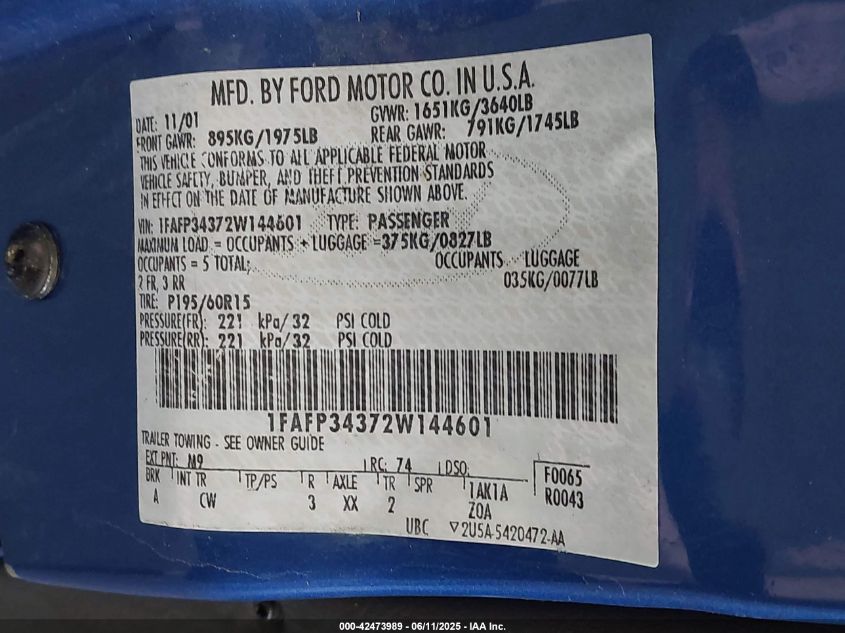 MFD. BY FORD MOTOR CO. IN U.S.A.
DATE: 11/01 GVWR: 1651KG/3640LB
FRONT GAWR: 895KG/1975LB REAR GAWR: 791KG/1745LB
THIS VEHICLE CONFORMS TO ALL APPLICABLE FEDERAL MOTOR
VEHICLE SAFETY, BUMPER, AND THEFT PREVENTION STANDARDS
IN EFFECT ON THE DATE OF MANUFACTURE SHOWN ABOVE.
VIN: 1FAFP34372W144601 TYPE: PASSENGER
MAXIMUM LOAD = OCCUPANTS + LUGGAGE =375KG/0827LB
OCCUPANTS = 5 TOTAL; OCCUPANTS LUGGAGE
2 FR, 3 RR 035KG/0077LB
TIRE: P195/60R15
PRESSURE(FR): 221 kPa/ 32 PSI COLD
PRESSURE(RR): 221 kPa/ 32 PSI COLD
1FAFP34372W144601
TRAILER TOWING - SEE OWNER GUIDE
EXT PNT: M9 RC: 74 DSO: F0065
BRK INT TR TP/PS R AXLE TR SPR 1AK1A R0043
A CW 3 XX 2 ZOA
UBC ▽2U5A-5420472-AA
000-42473989 - 06/11/2025 - IAA Inc.